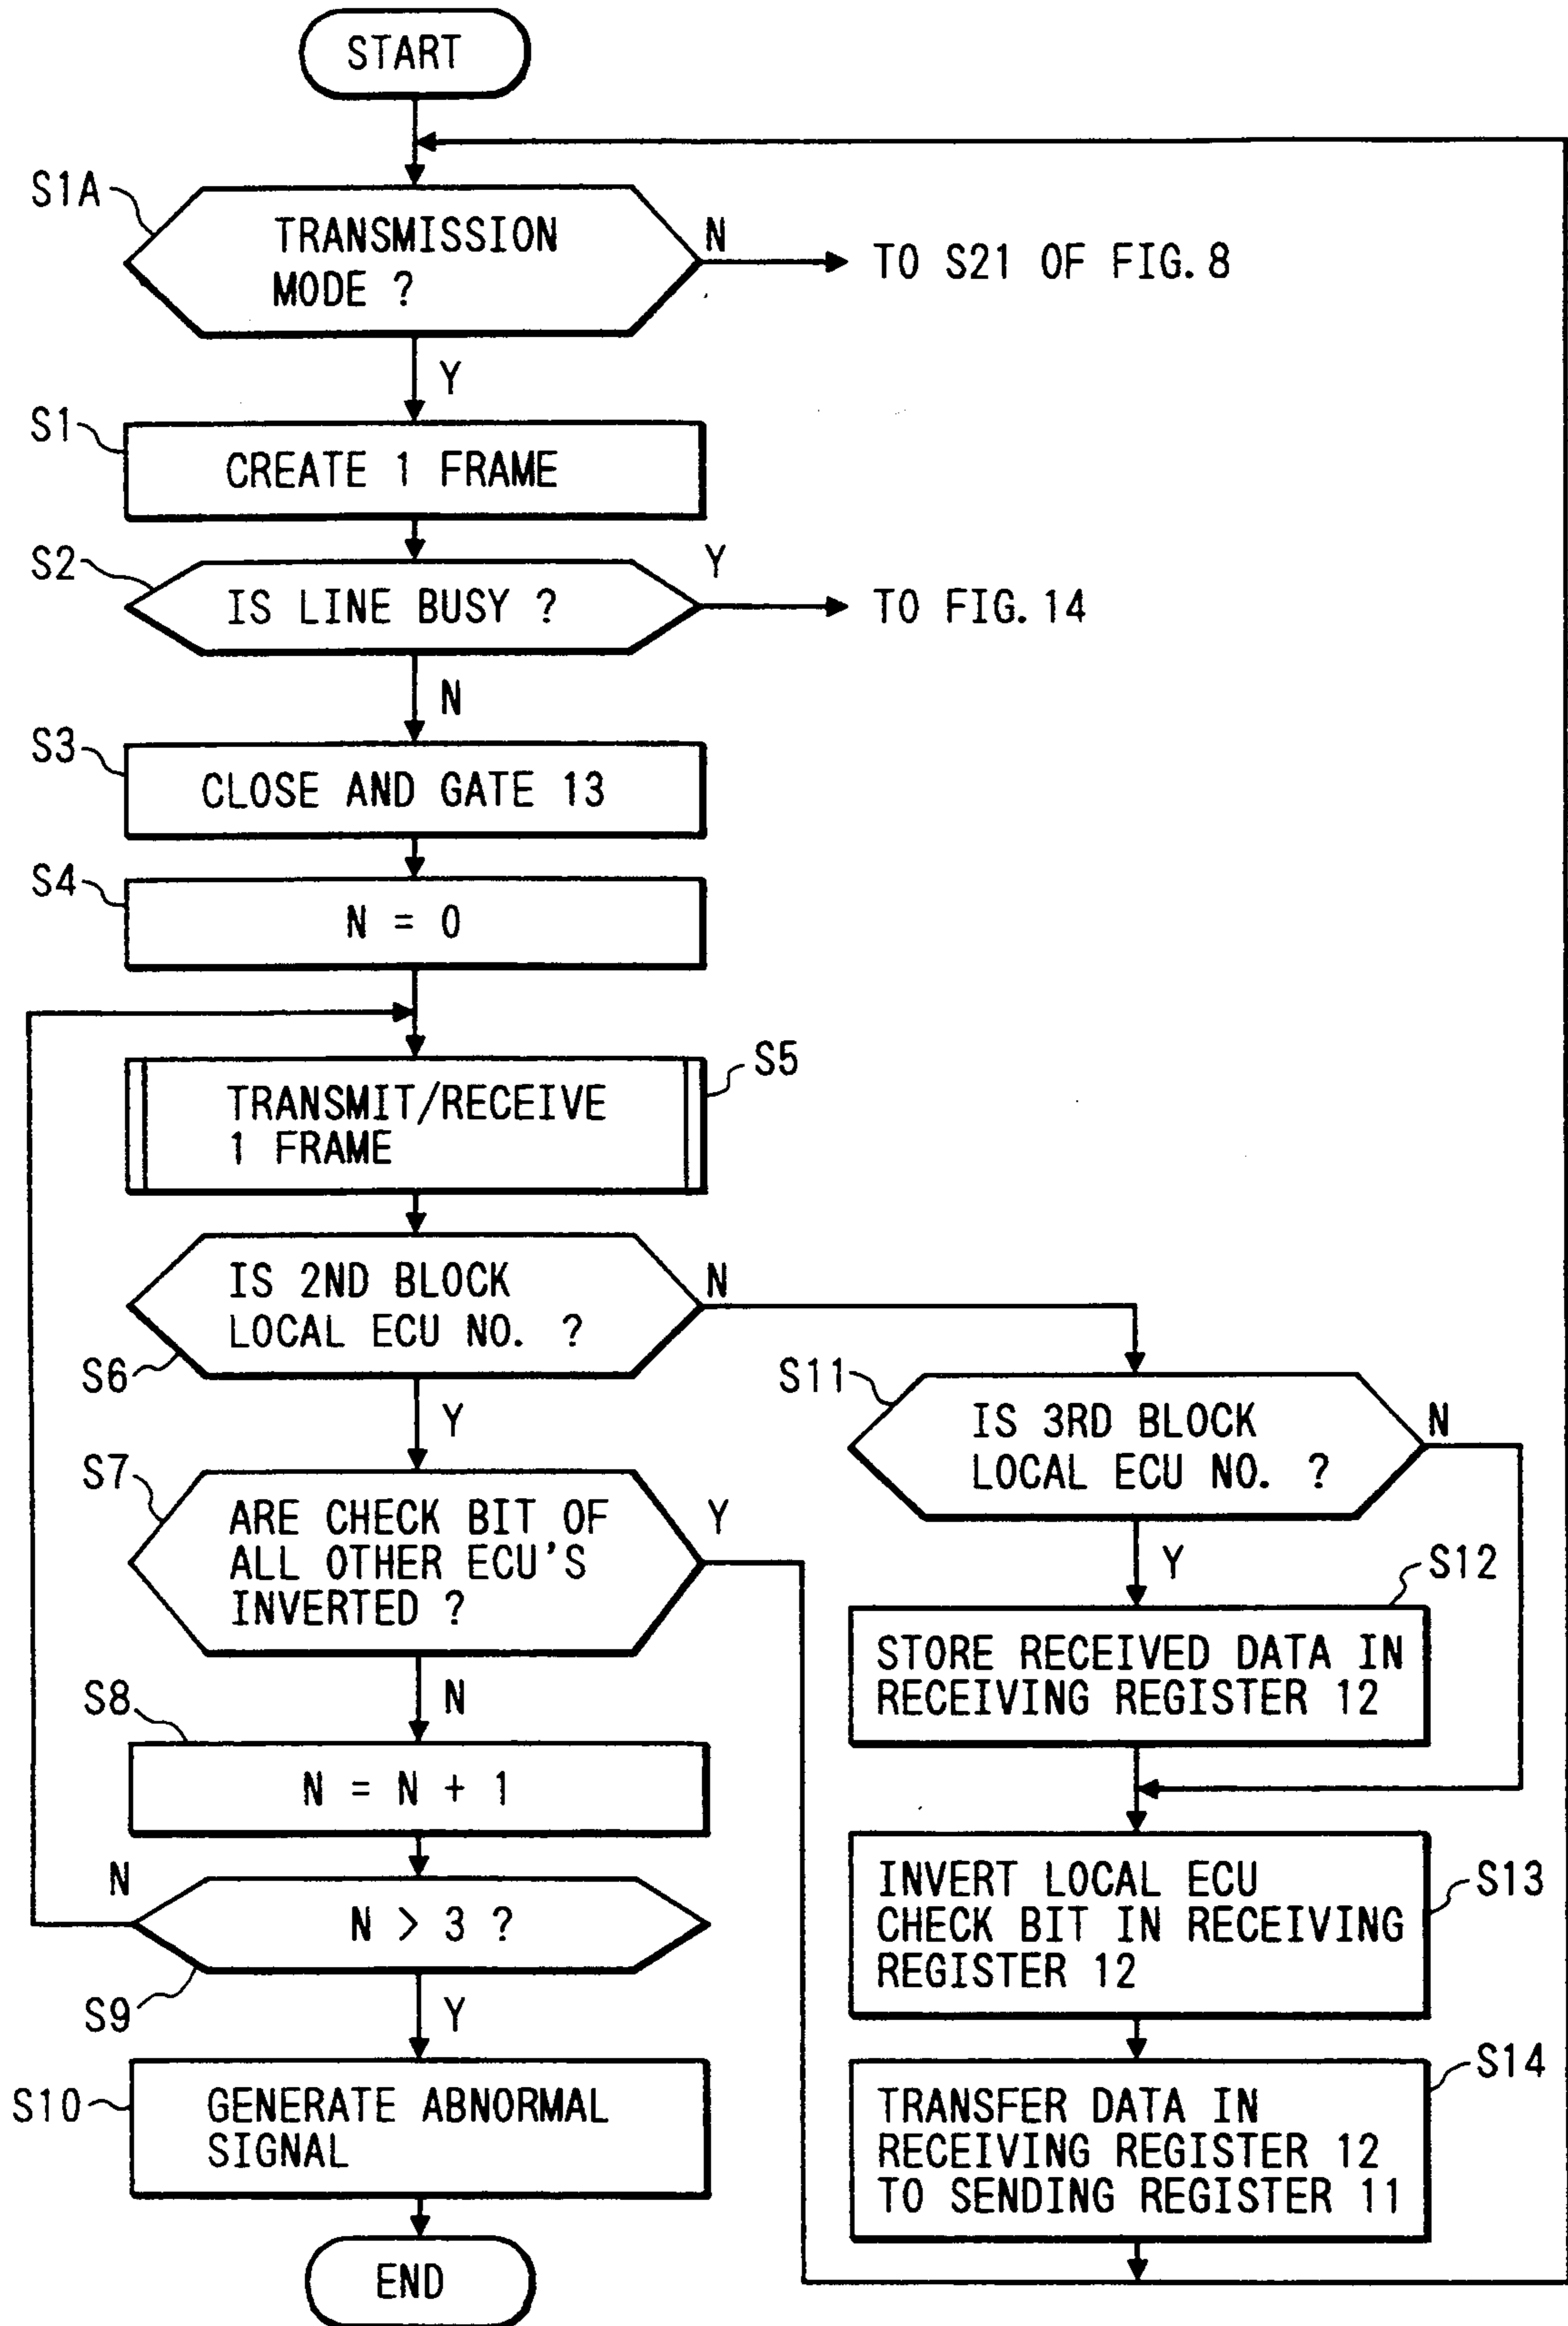 START
S1A
TRANSMISSION
MODE ?
N
TO S21 OF FIG. 8
Y
S1
CREATE 1 FRAME
S2
IS LINE BUSY ?
Y
TO FIG. 14
N
S3
CLOSE AND GATE 13
S4
N = 0
S5
TRANSMIT/RECEIVE
1 FRAME
IS 2ND BLOCK
LOCAL ECU NO. ?
N
S6
Y
S11
IS 3RD BLOCK
LOCAL ECU NO. ?
N
Y
S7
ARE CHECK BIT OF
ALL OTHER ECU'S
INVERTED ?
Y
N
S12
STORE RECEIVED DATA IN
RECEIVING REGISTER 12
S8
N = N + 1
N
N > 3 ?
S9
Y
S13
INVERT LOCAL ECU
CHECK BIT IN RECEIVING
REGISTER 12
S10
GENERATE ABNORMAL
SIGNAL
S14
TRANSFER DATA IN
RECEIVING REGISTER 12
TO SENDING REGISTER 11
END